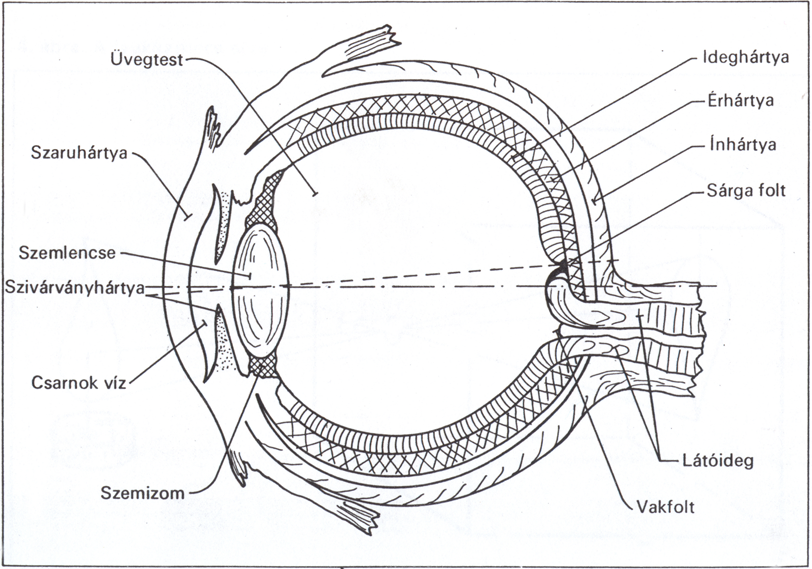 Üvegtest
Szaruhártya
Szemlencse
Szivárványhártya
Csarnok víz
Szemizom
Ideghártya
Érhártya
Ínhártya
Sárga folt
Látóideg
Vakfolt